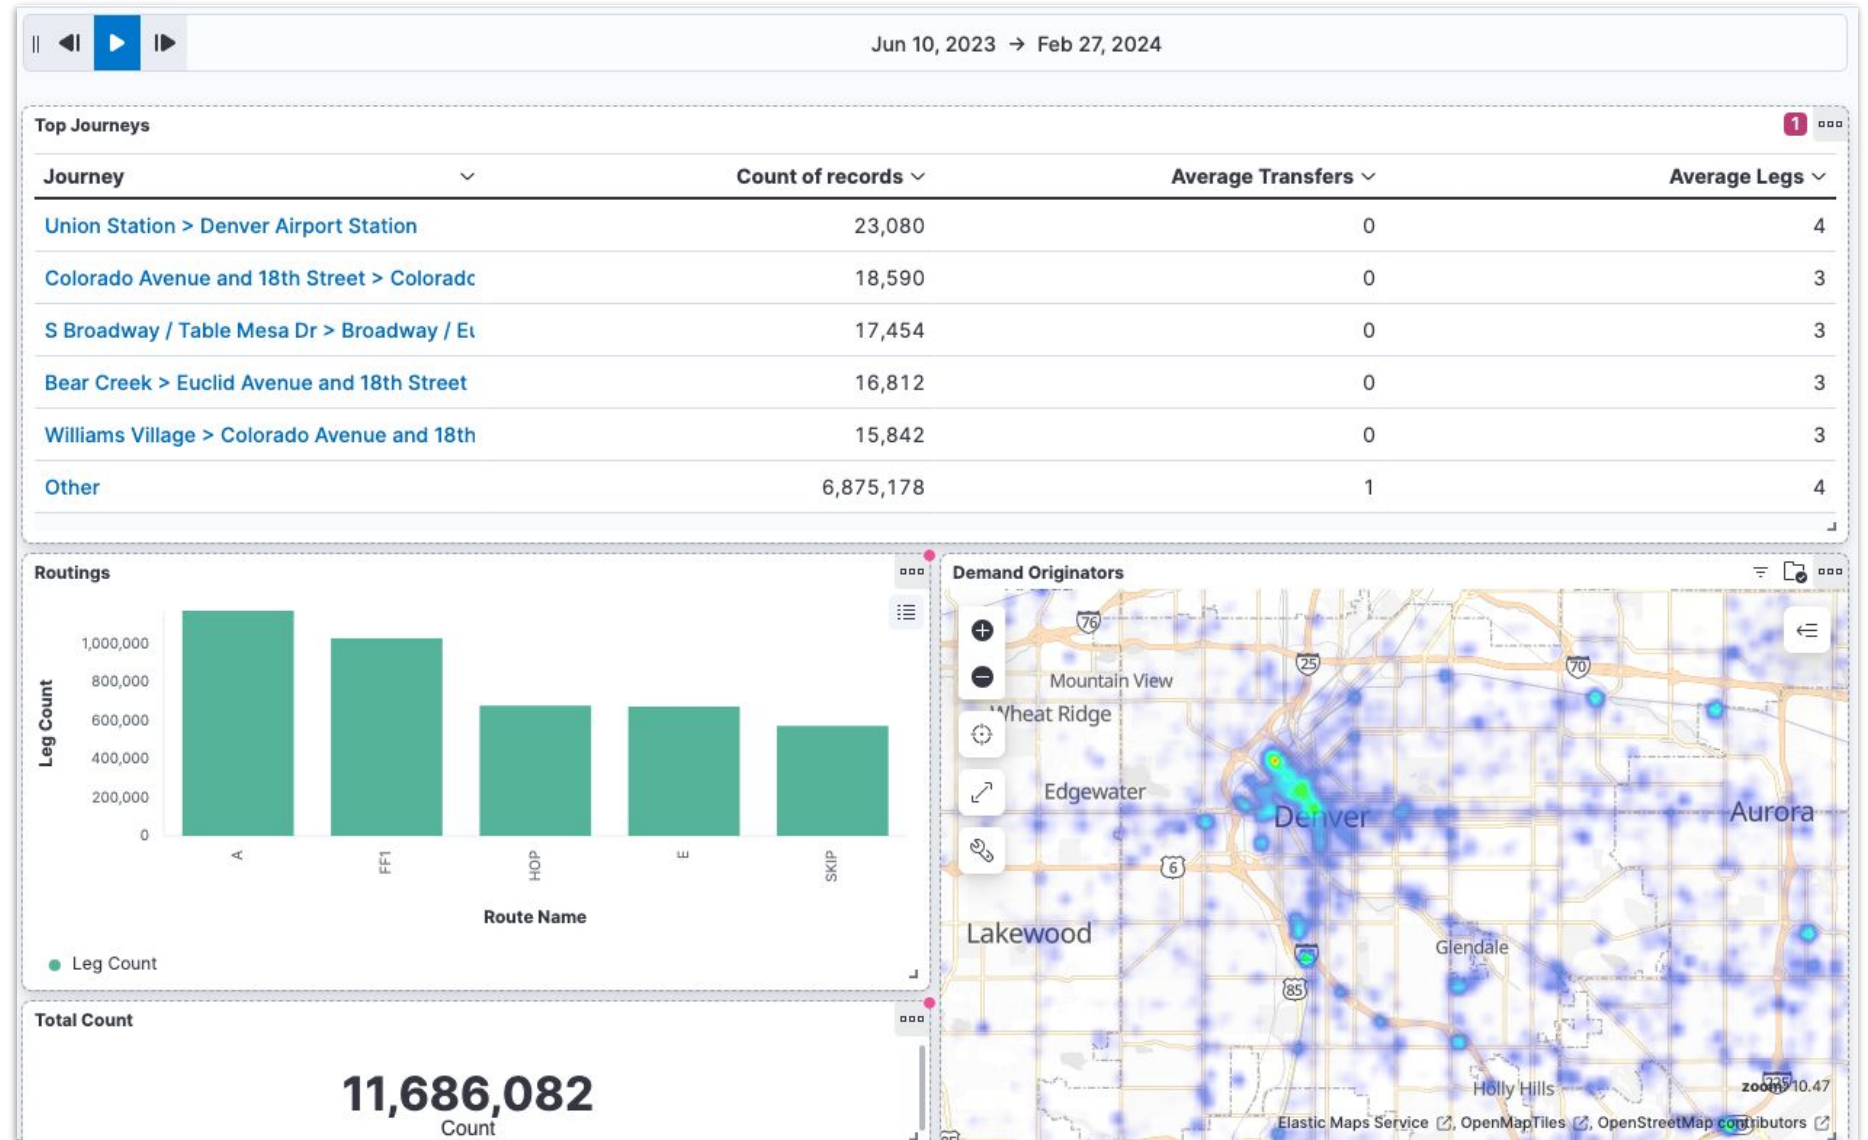 Jun 10, 2023 → Feb 27, 2024
Top Journeys
1
Journey Count of records Average Transfers Average Legs
Union Station > Denver Airport Station 23,080 0 4
Colorado Avenue and 18th Street > Colorado 18,590 0 3
S Broadway / Table Mesa Dr > Broadway / Eu 17,454 0 3
Bear Creek > Euclid Avenue and 18th Street 16,812 0 3
Williams Village > Colorado Avenue and 18th 15,842 0 3
Other 6,875,178 1 4
Routings
Leg Count
1,000,000
800,000
600,000
400,000
200,000
0
A
FF1
HOP
E
SKIP
Route Name
Leg Count
Total Count
11,686,082
Count
Demand Originators
76
25
70
Mountain View
Wheat Ridge
Edgewater
Denver
Aurora
6
Lakewood
Glendale
85
Holly Hills
225
zoom: 10.47
Elastic Maps Service, OpenMapTiles, OpenStreetMap contributors